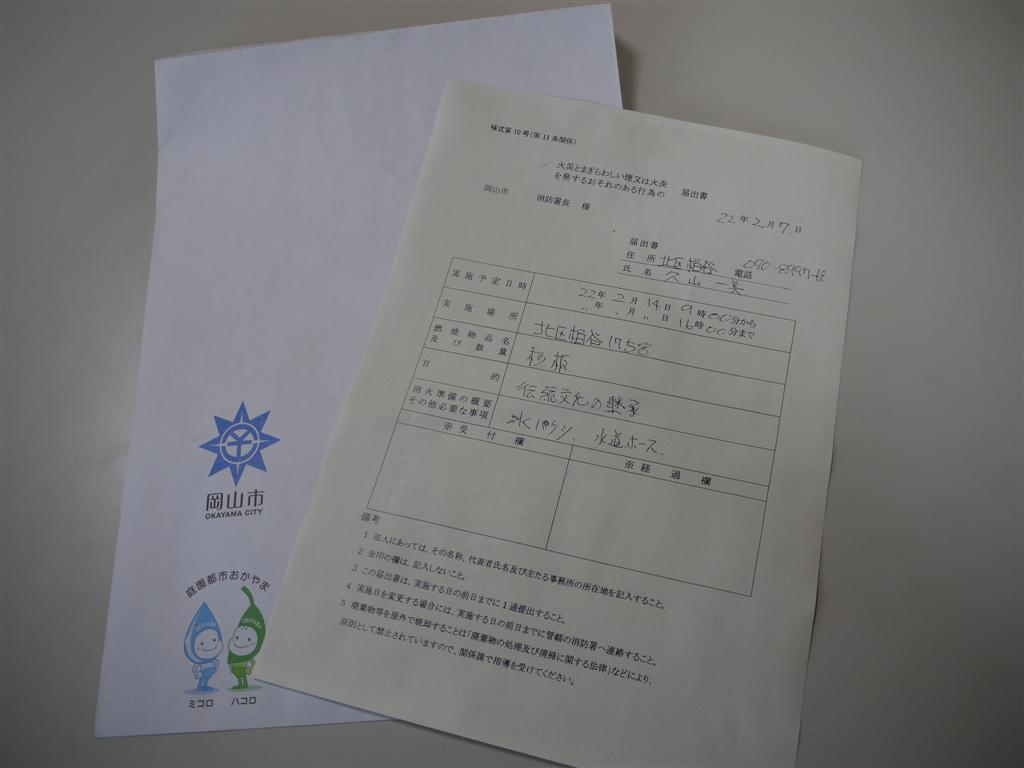 様式第10号(第11条関係)
火災とまぎらわしい煙又は火炎
を発するおそれのある行為の 届出書
岡山市 消防署長 様
22年2月7日
届出書
住所 北区栢谷 電話 090-8997-68
氏名 穴山一美
実施予定日時 22年2月14日9時00分から
〃年〃月〃日16時00分まで
実施場所 北区栢谷1758
燃焼物品名
及び数量 杉板
目的 伝統文化の継承
消火準備の概要
その他必要な事項 水バケツ、水道ホース、
※受付欄 ※経過欄
備考
1 法人にあっては、その名称、代表者氏名及び主たる事務所の所在地を記入すること。
2 ※印の欄は、記入しないこと。
3 この届出書は、実施する日の前日までに1通提出すること。
4 実施日を変更する場合には、実施する日の前日までに管轄の消防署へ連絡すること。
5 廃棄物等を屋外で焼却することは「廃棄物の処理及び清掃に関する法律」などにより、
原則として禁止されていますので、関係課で指導を受けてください。
岡山市
OKAYAMA CITY
庭園都市おかやま
OKAYAMA OKAYAMA
ミコロ ハコロ